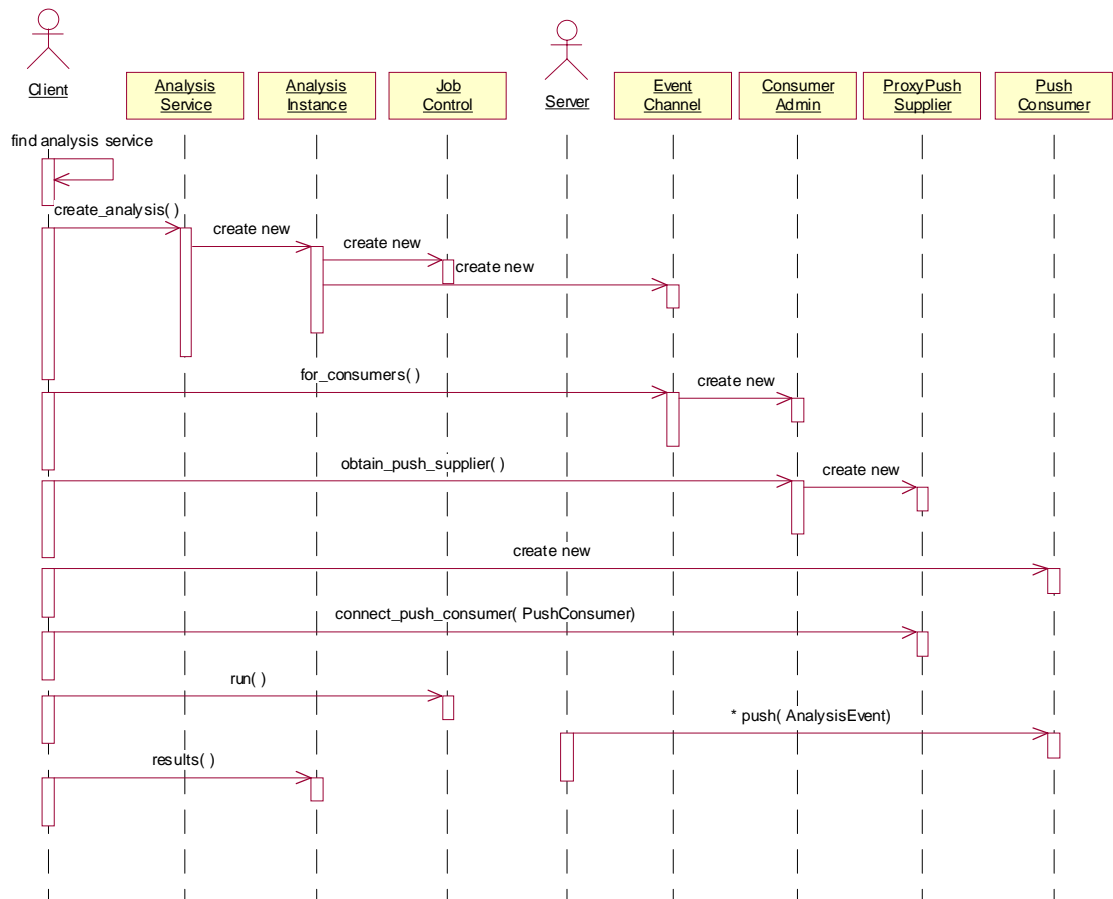 Client
Analysis
Service
Analysis
Instance
Job
Control
Server
Event
Channel
Consumer
Admin
ProxyPush
Supplier
Push
Consumer
find analysis service
create_analysis( )
create new
create new
create new
for_consumers( )
create new
obtain_push_supplier( )
create new
create new
connect_push_consumer( PushConsumer)
run( )
* push( AnalysisEvent)
results( )